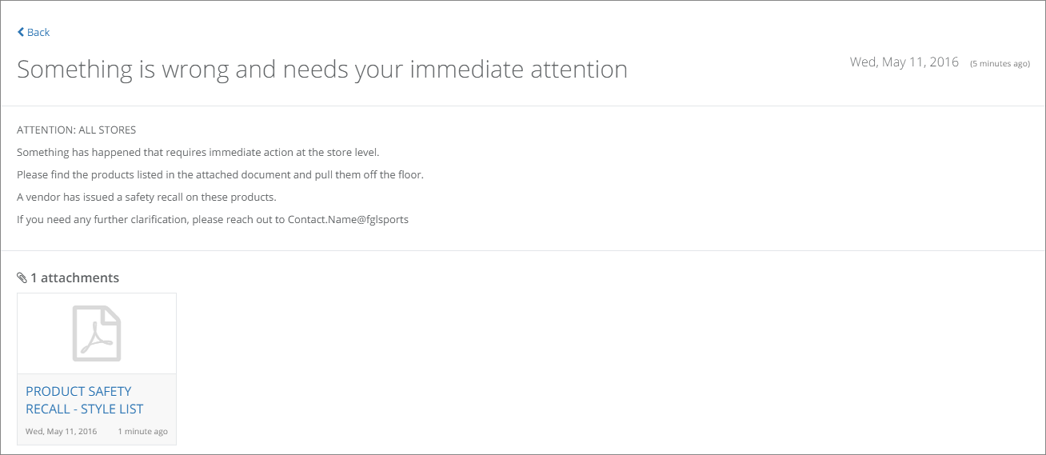 Back
Something is wrong and needs your immediate attention
Wed, May 11, 2016 (5 minutes ago)
ATTENTION: ALL STORES
Something has happened that requires immediate action at the store level.
Please find the products listed in the attached document and pull them off the floor.
A vendor has issued a safety recall on these products.
If you need any further clarification, please reach out to Contact.Name@fglsports
1 attachments
PRODUCT SAFETY
RECALL - STYLE LIST
Wed, May 11, 2016 1 minute ago